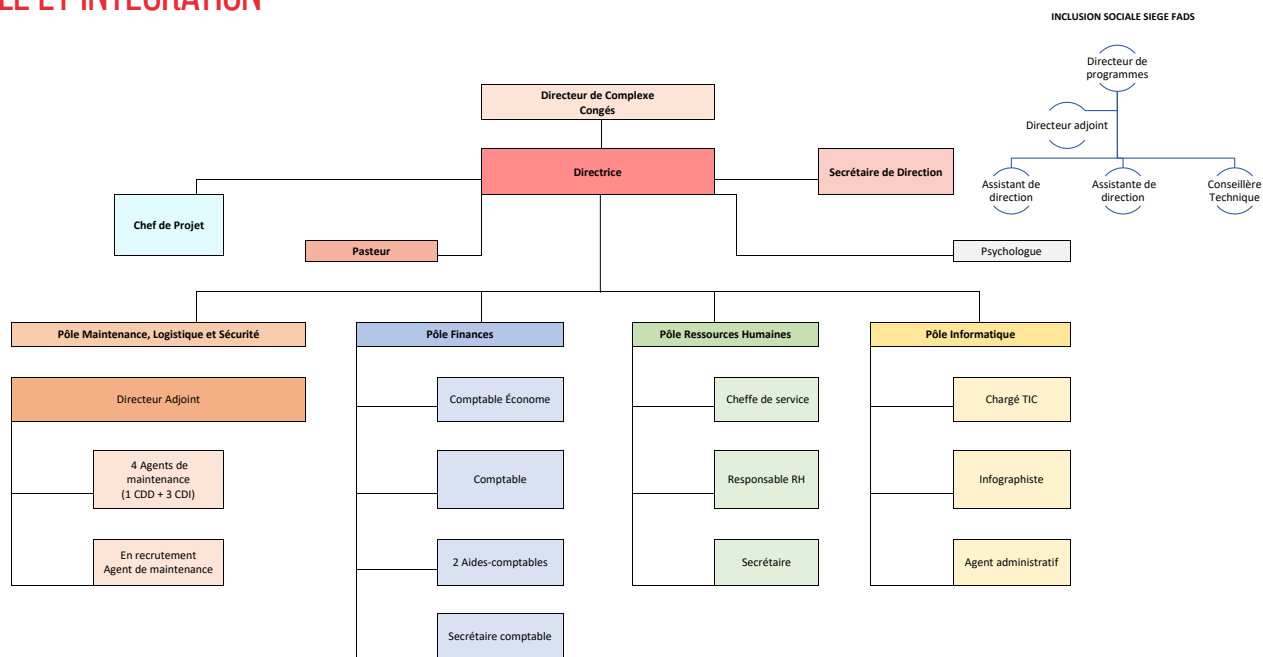 LE ET INTÉGRATION
INCLUSION SOCIALE SIEGE FADS
Directeur de
programmes
Directeur adjoint
Assistant de
direction
Assistante de
direction
Conseillère
Technique
Directeur de Complexe
Congés
Directrice
Secrétaire de Direction
Chef de Projet
Pasteur
Psychologue
Pôle Maintenance, Logistique et Sécurité
Pôle Finances
Pôle Ressources Humaines
Pôle Informatique
Directeur Adjoint
Comptable Économe
Cheffe de service
Chargé TIC
4 Agents de
maintenance
(1 CDD + 3 CDI)
Comptable
Responsable RH
Infographiste
En recrutement
Agent de maintenance
2 Aides-comptables
Secrétaire
Agent administratif
Secrétaire comptable